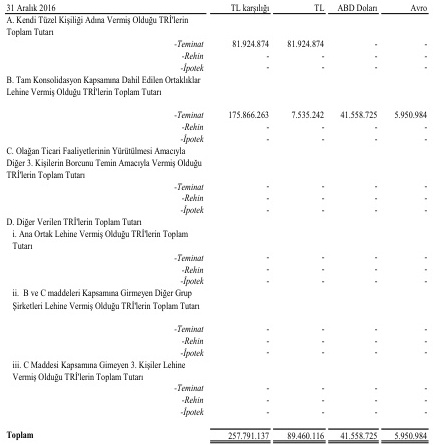 31 Aralık 2016 TL karşılığı TL ABD Doları Avro
A. Kendi Tüzel Kişiliği Adına Vermiş Olduğu TRİ'lerin
Toplam Tutarı
-Teminat 81.924.874 81.924.874 - -
-Rehin - - - -
-İpotek - - - -
B. Tam Konsolidasyon Kapsamına Dahil Edilen Ortaklıklar
Lehine Vermiş Olduğu TRİ'lerin Toplam Tutarı
-Teminat 175.866.263 7.535.242 41.558.725 5.950.984
-Rehin - - - -
-İpotek - - - -
C. Olağan Ticari Faaliyetlerinin Yürütülmesi Amacıyla
Diğer 3. Kişilerin Borcunu Temin Amacıyla Vermiş Olduğu
TRİ'lerin Toplam Tutarı
-Teminat - - - -
-Rehin - - - -
-İpotek - - - -
D. Diğer Verilen TRİ'lerin Toplam Tutarı
i. Ana Ortak Lehine Vermiş Olduğu TRİ'lerin Toplam
Tutarı
-Teminat - - - -
-Rehin - - - -
-İpotek - - - -
ii. B ve C maddeleri Kapsamına Girmeyen Diğer Grup
Şirketleri Lehine Vermiş Olduğu TRİ'lerin Toplam Tutarı
-Teminat - - - -
-Rehin - - - -
-İpotek - - - -
iii. C Maddesi Kapsamına Gimeyen 3. Kişiler Lehine
Vermiş Olduğu TRİ'lerin Toplam Tutarı
-Teminat - - - -
-Rehin - - - -
-İpotek - - - -
Toplam 257.791.137 89.460.116 41.558.725 5.950.984